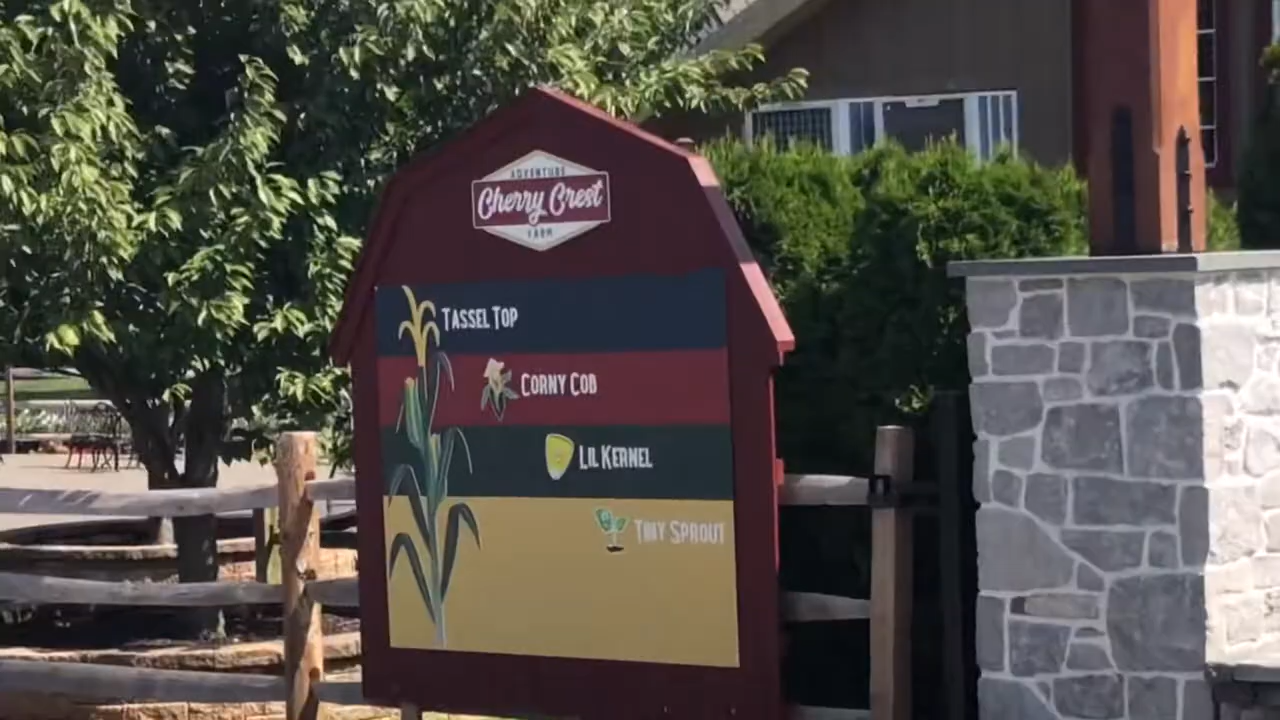 ADVENTURE
Cherry Crest
FARM
TASSEL TOP
CORNY COB
LIL KERNEL
TINY SPROUT